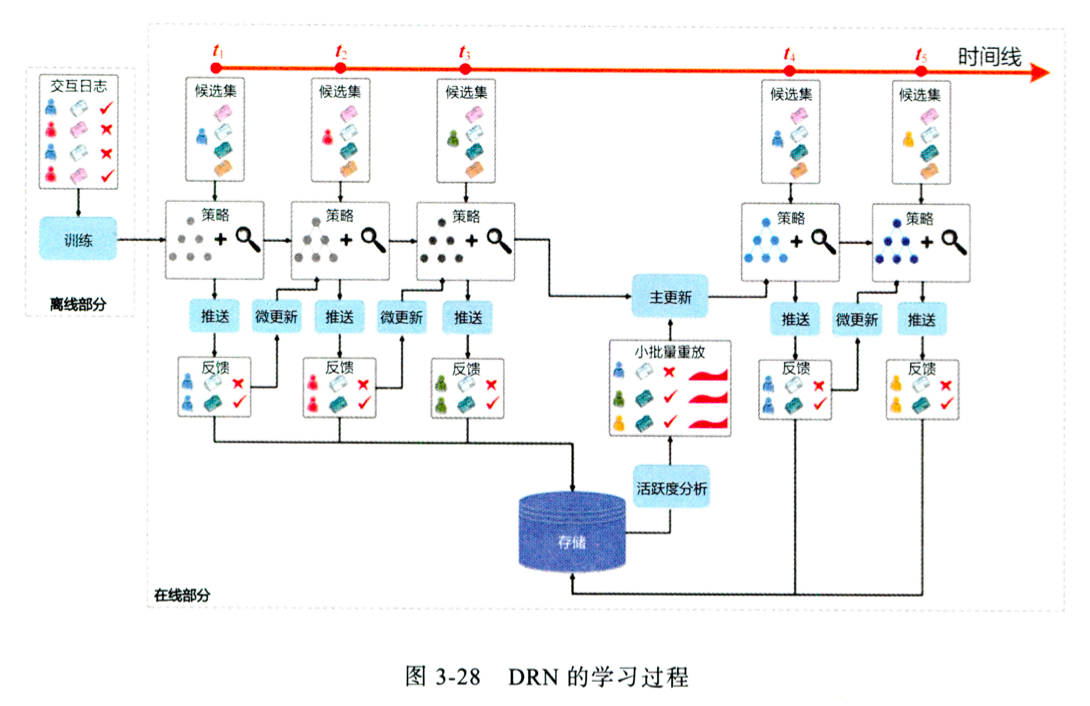 t1
t2
t3
t4
t5
时间线
交互日志
候选集
候选集
候选集
候选集
候选集
训练
策略
+
策略
+
策略
+
策略
+
策略
+
离线部分
推送
微更新
推送
微更新
推送
主更新
推送
微更新
推送
反馈
反馈
反馈
小批量重放
反馈
反馈
活跃度分析
存储
在线部分
图 3-28 DRN 的学习过程